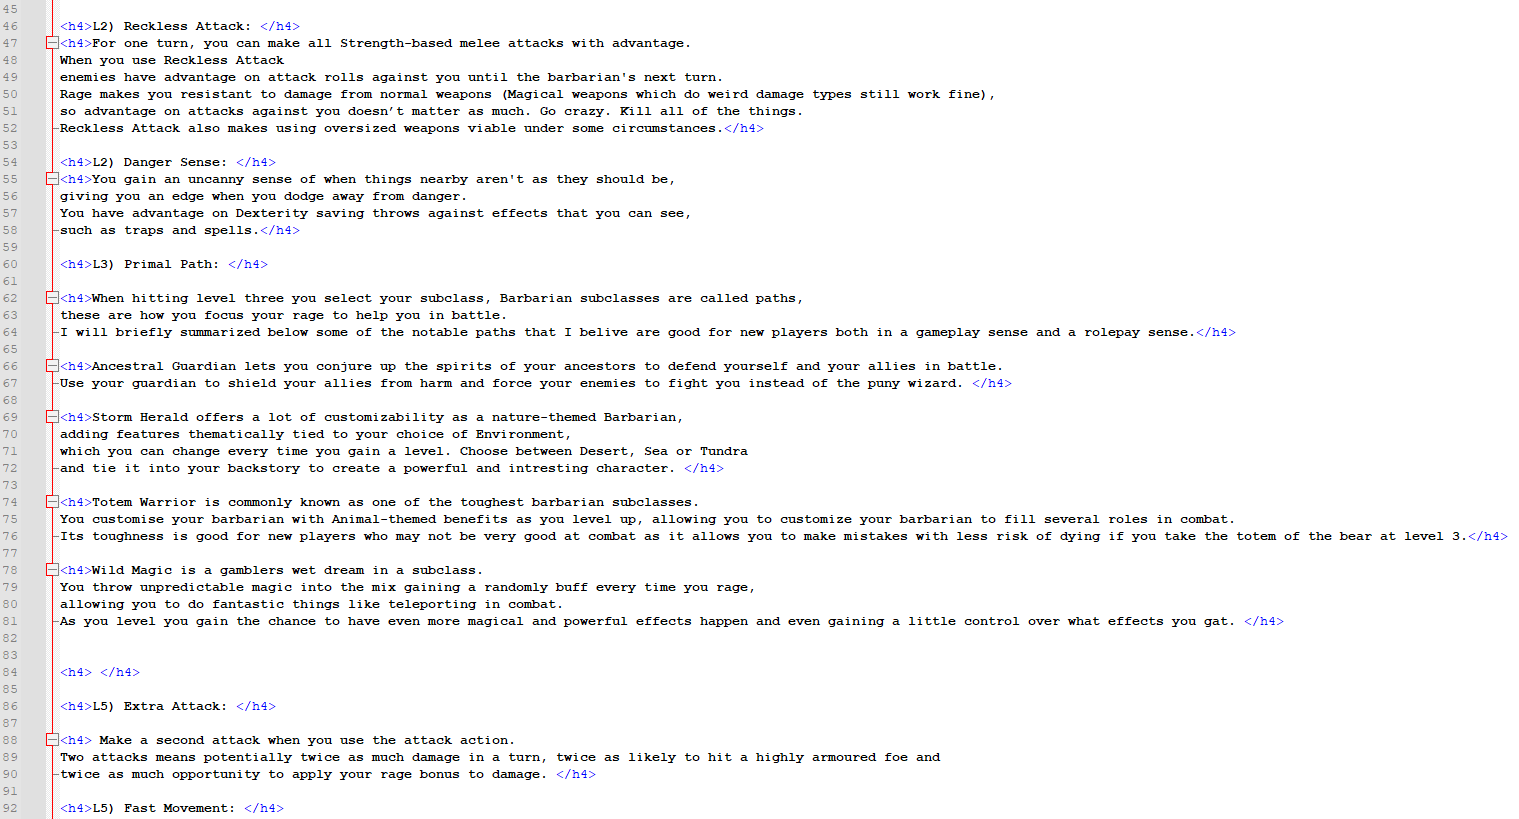 45
46 <h4>L2) Reckless Attack: </h4>
47 <h4>For one turn, you can make all Strength-based melee attacks with advantage.
48 When you use Reckless Attack
49 enemies have advantage on attack rolls against you until the barbarian's next turn.
50 Rage makes you resistant to damage from normal weapons (Magical weapons which do weird damage types still work fine),
51 so advantage on attacks against you doesn’t matter as much. Go crazy. Kill all of the things.
52 Reckless Attack also makes using oversized weapons viable under some circumstances.</h4>
53
54 <h4>L2) Danger Sense: </h4>
55 <h4>You gain an uncanny sense of when things nearby aren't as they should be,
56 giving you an edge when you dodge away from danger.
57 You have advantage on Dexterity saving throws against effects that you can see,
58 such as traps and spells.</h4>
59
60 <h4>L3) Primal Path: </h4>
61
62 <h4>When hitting level three you select your subclass, Barbarian subclasses are called paths,
63 these are how you focus your rage to help you in battle.
64 I will briefly summarized below some of the notable paths that I belive are good for new players both in a gameplay sense and a rolepay sense.</h4>
65
66 <h4>Ancestral Guardian lets you conjure up the spirits of your ancestors to defend yourself and your allies in battle.
67 Use your guardian to shield your allies from harm and force your enemies to fight you instead of the puny wizard. </h4>
68
69 <h4>Storm Herald offers a lot of customizability as a nature-themed Barbarian,
70 adding features thematically tied to your choice of Environment,
71 which you can change every time you gain a level. Choose between Desert, Sea or Tundra
72 and tie it into your backstory to create a powerful and intresting character. </h4>
73
74 <h4>Totem Warrior is commonly known as one of the toughest barbarian subclasses.
75 You customise your barbarian with Animal-themed benefits as you level up, allowing you to customize your barbarian to fill several roles in combat.
76 Its toughness is good for new players who may not be very good at combat as it allows you to make mistakes with less risk of dying if you take the totem of the bear at level 3.</h4>
77
78 <h4>Wild Magic is a gamblers wet dream in a subclass.
79 You throw unpredictable magic into the mix gaining a randomly buff every time you rage,
80 allowing you to do fantastic things like teleporting in combat.
81 As you level you gain the chance to have even more magical and powerful effects happen and even gaining a little control over what effects you gat. </h4>
82
83
84 <h4> </h4>
85
86 <h4>L5) Extra Attack: </h4>
87
88 <h4> Make a second attack when you use the attack action.
89 Two attacks means potentially twice as much damage in a turn, twice as likely to hit a highly armoured foe and
90 twice as much opportunity to apply your rage bonus to damage. </h4>
91
92 <h4>L5) Fast Movement: </h4>